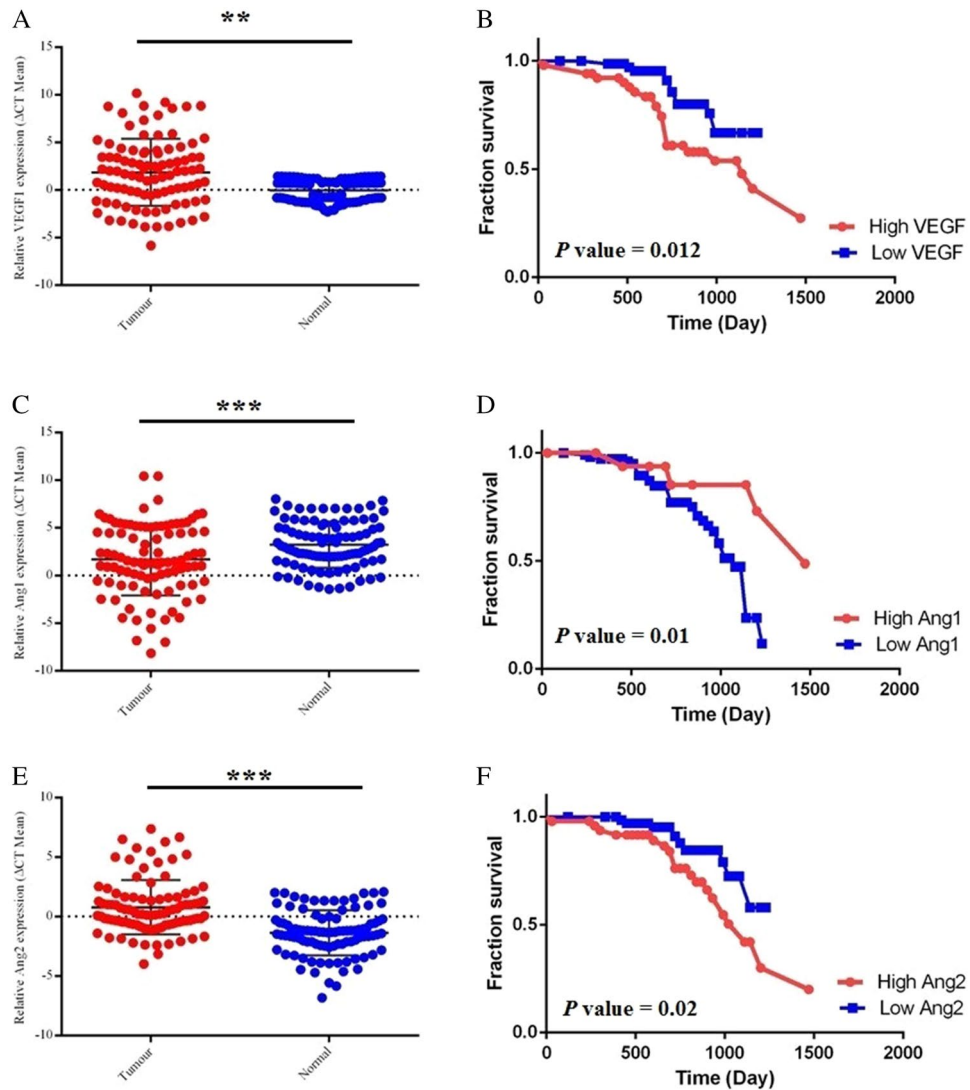 A
**
Relative VEGF1 expression (ΔCT Mean)
15
10
5
0
-5
-10
Tumour
Normal
B
Fraction survival
1.0
0.5
0.0
P value = 0.012
High VEGF
Low VEGF
0
500
1000
1500
2000
Time (Day)
C
***
Relative Ang1 expression (ΔCT Mean)
15
10
5
0
-5
-10
Tumour
Normal
D
Fraction survival
1.0
0.5
0.0
P value = 0.01
High Ang1
Low Ang1
0
500
1000
1500
2000
Time (Day)
E
***
Relative Ang2 expression (ΔCT Mean)
10
5
0
-5
-10
Tumour
Normal
F
Fraction survival
1.0
0.5
0.0
P value = 0.02
High Ang2
Low Ang2
0
500
1000
1500
2000
Time (Day)